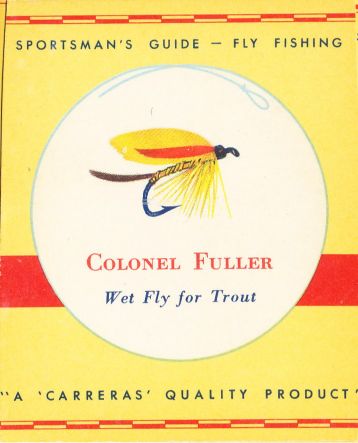 SPORTSMAN'S GUIDE — FLY FISHING
COLONEL FULLER
Wet Fly for Trout
"A 'CARRERAS' QUALITY PRODUCT"